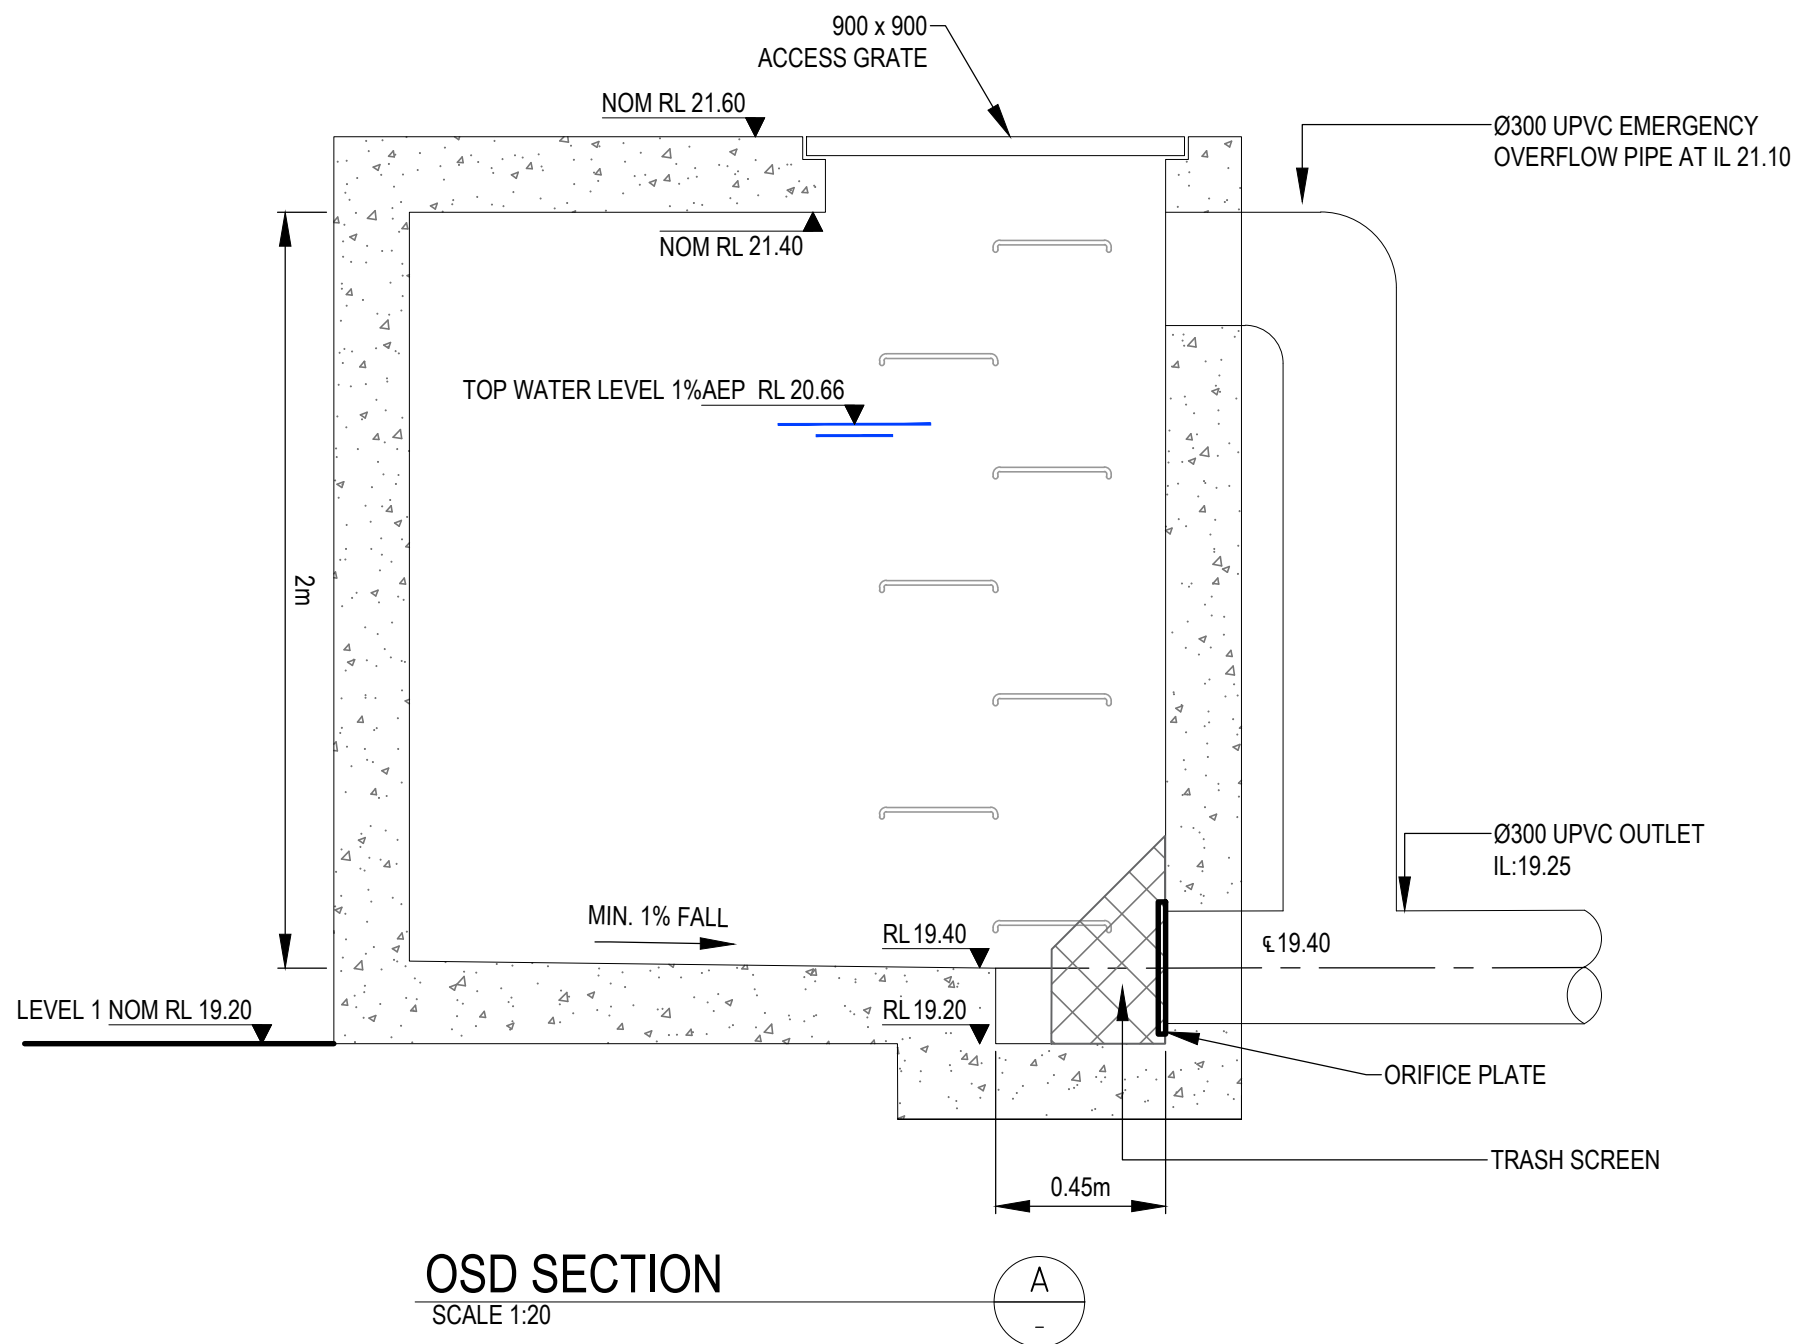 900 x 900
ACCESS GRATE
NOM RL 21.60
Ø300 UPVC EMERGENCY
OVERFLOW PIPE AT IL 21.10
NOM RL 21.40
TOP WATER LEVEL 1%AEP RL 20.66
2m
Ø300 UPVC OUTLET
IL:19.25
MIN. 1% FALL
RL 19.40
℄ 19.40
LEVEL 1 NOM RL 19.20
RL 19.20
ORIFICE PLATE
TRASH SCREEN
0.45m
OSD SECTION
SCALE 1:20
A
-